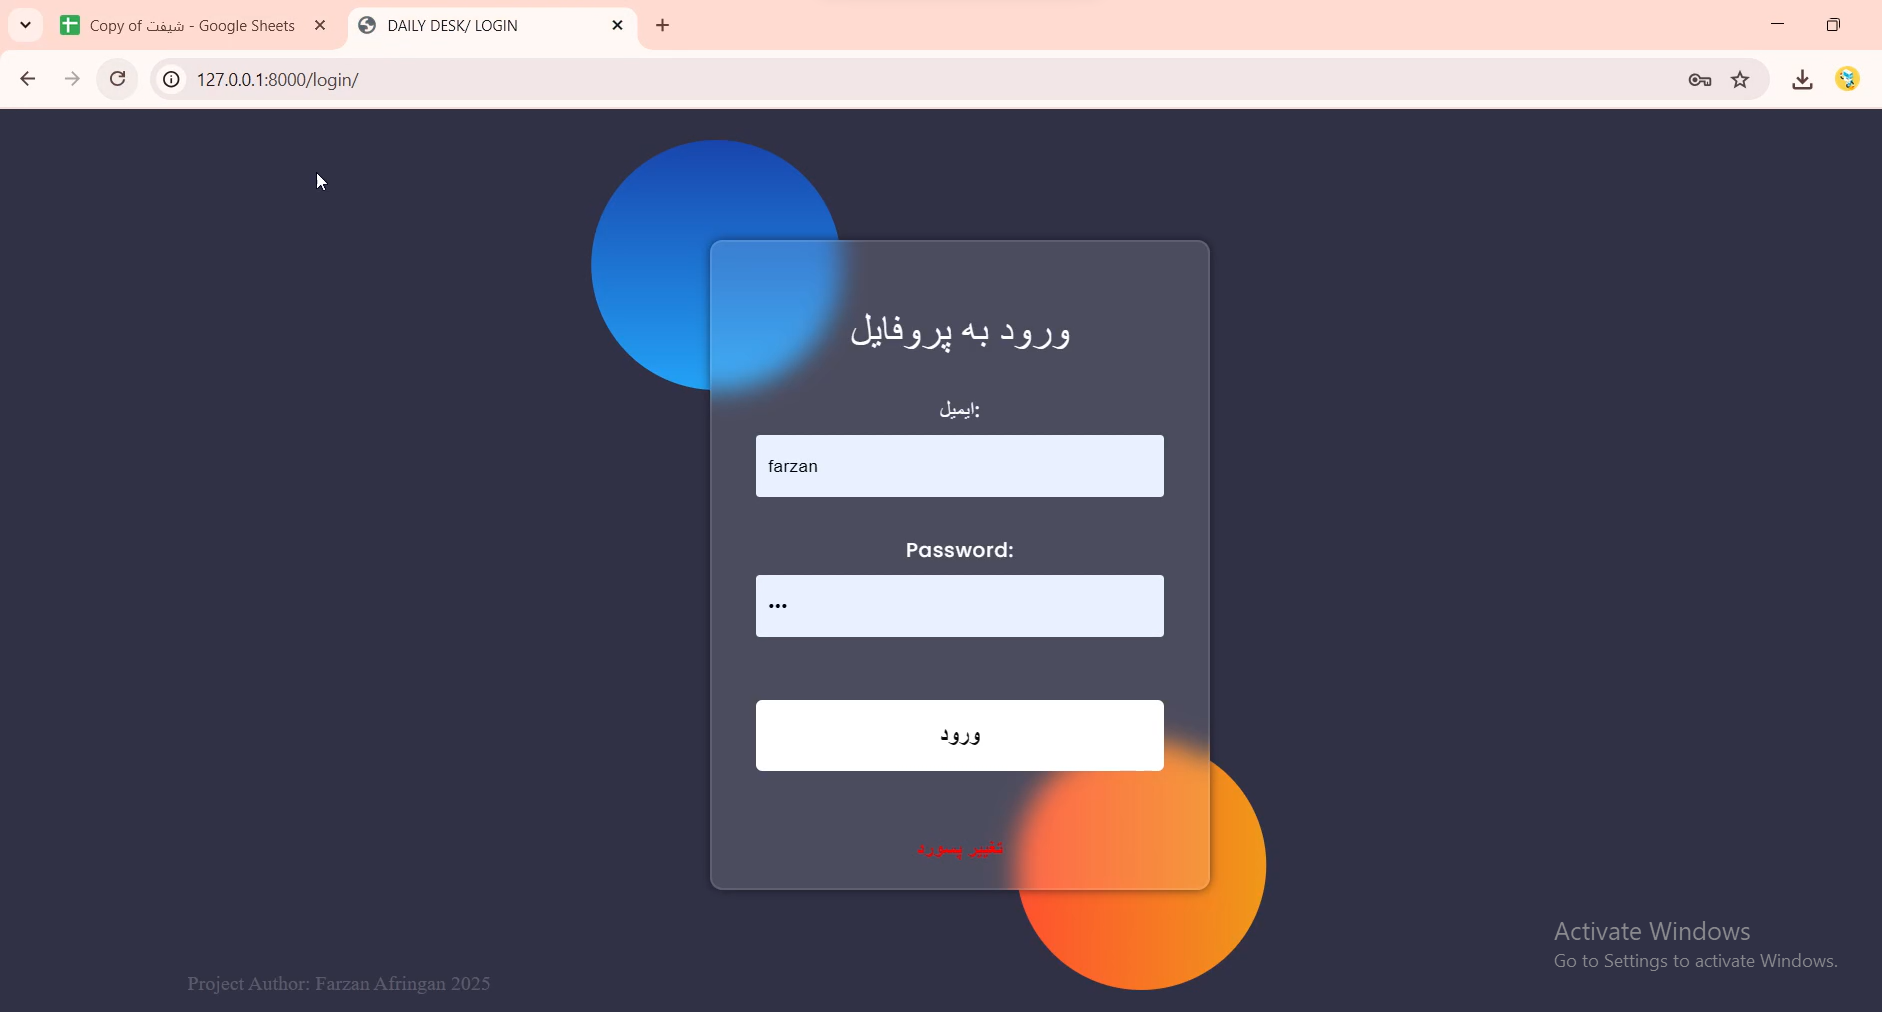 Copy of شیفت - Google Sheets
DAILY DESK/ LOGIN
127.0.0.1:8000/login/
ورود به پروفایل
ایمیل:
farzan
Password:
•••
ورود
تغییر پسورد
Activate Windows
Go to Settings to activate Windows.
Project Author: Farzan Afringan 2025